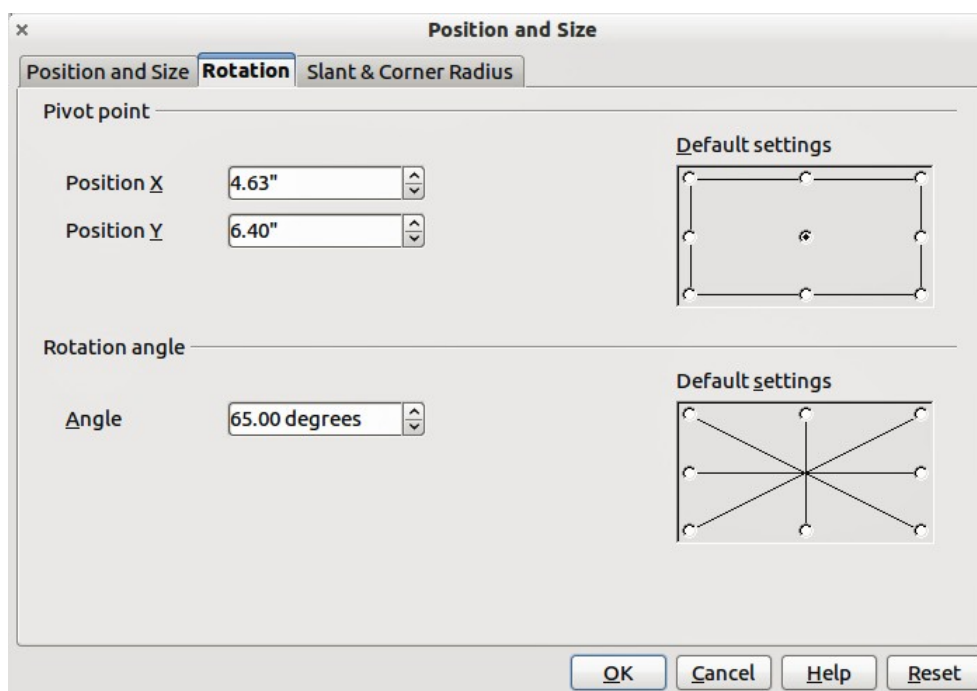 Position and Size
Position and Size Rotation Slant & Corner Radius
Pivot point
Default settings
Position X 4.63"
Position Y 6.40"
Rotation angle
Default settings
Angle 65.00 degrees
OK Cancel Help Reset